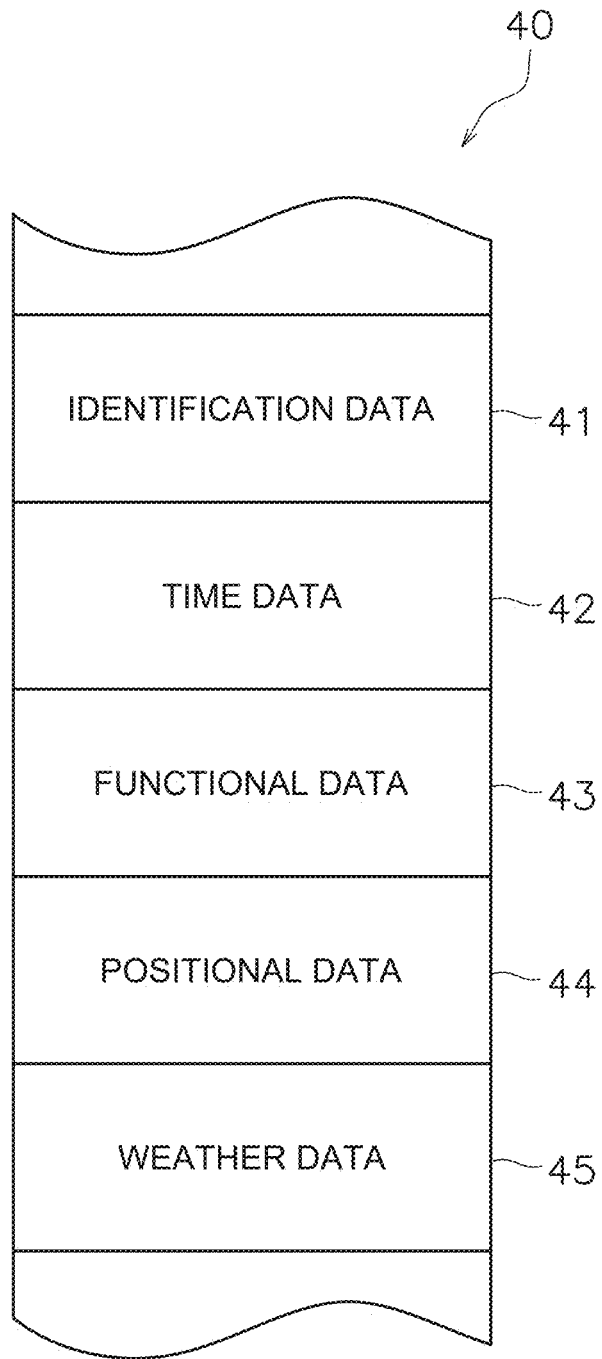 40
IDENTIFICATION DATA 41
TIME DATA 42
FUNCTIONAL DATA 43
POSITIONAL DATA 44
WEATHER DATA 45